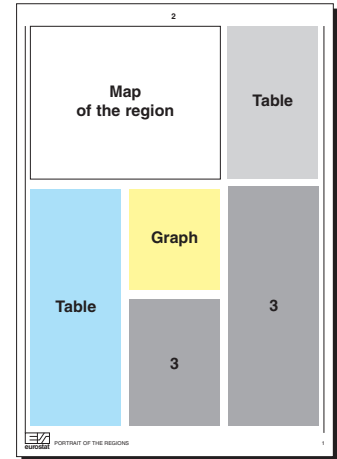 2
Map
of the region
Table
Graph
Table
3
3
eurostat
PORTRAIT OF THE REGIONS
1